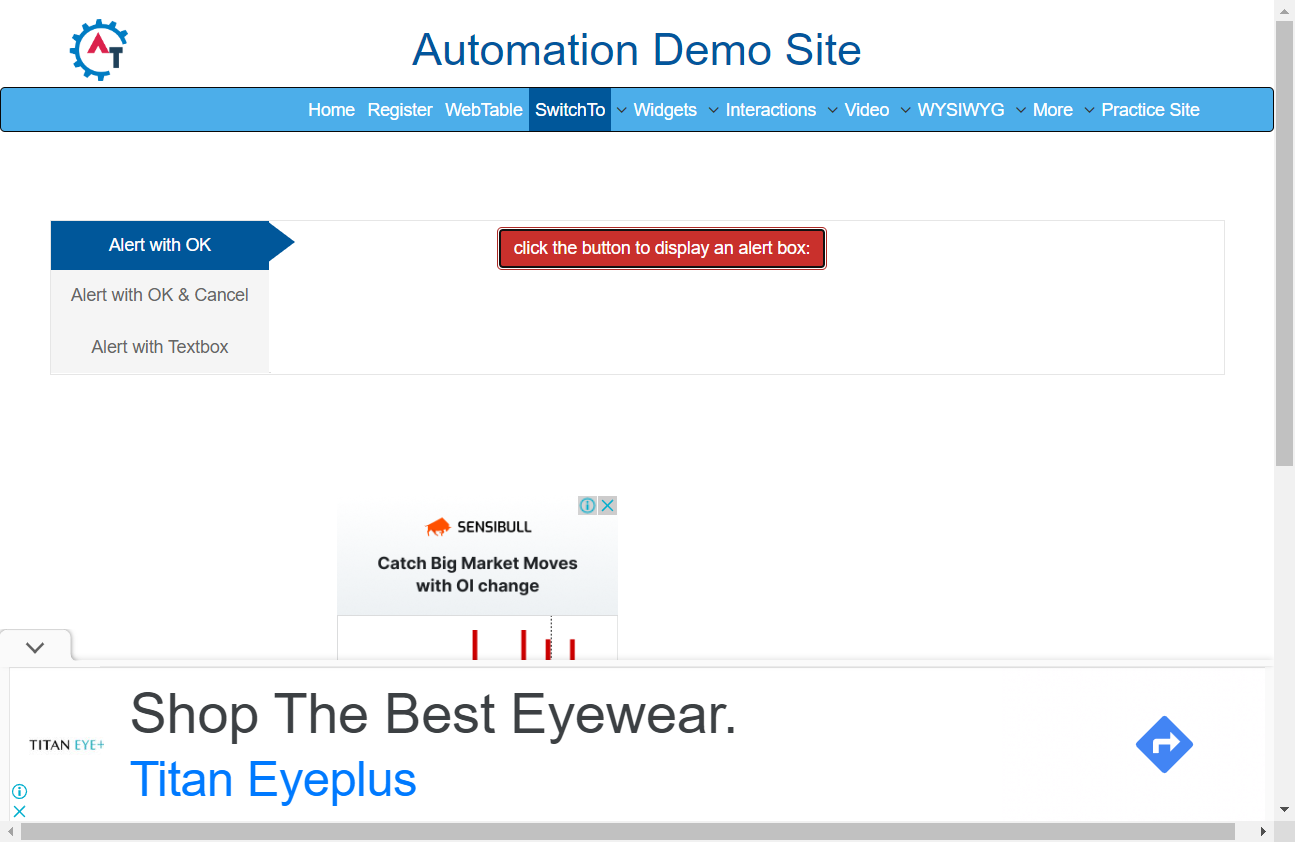 AT
Automation Demo Site
Home Register WebTable SwitchTo Widgets Interactions Video WYSIWYG More Practice Site
Alert with OK
click the button to display an alert box:
Alert with OK & Cancel
Alert with Textbox
SENSIBULL
Catch Big Market Moves
with OI change
Shop The Best Eyewear.
TITAN EYE+
Titan Eyeplus